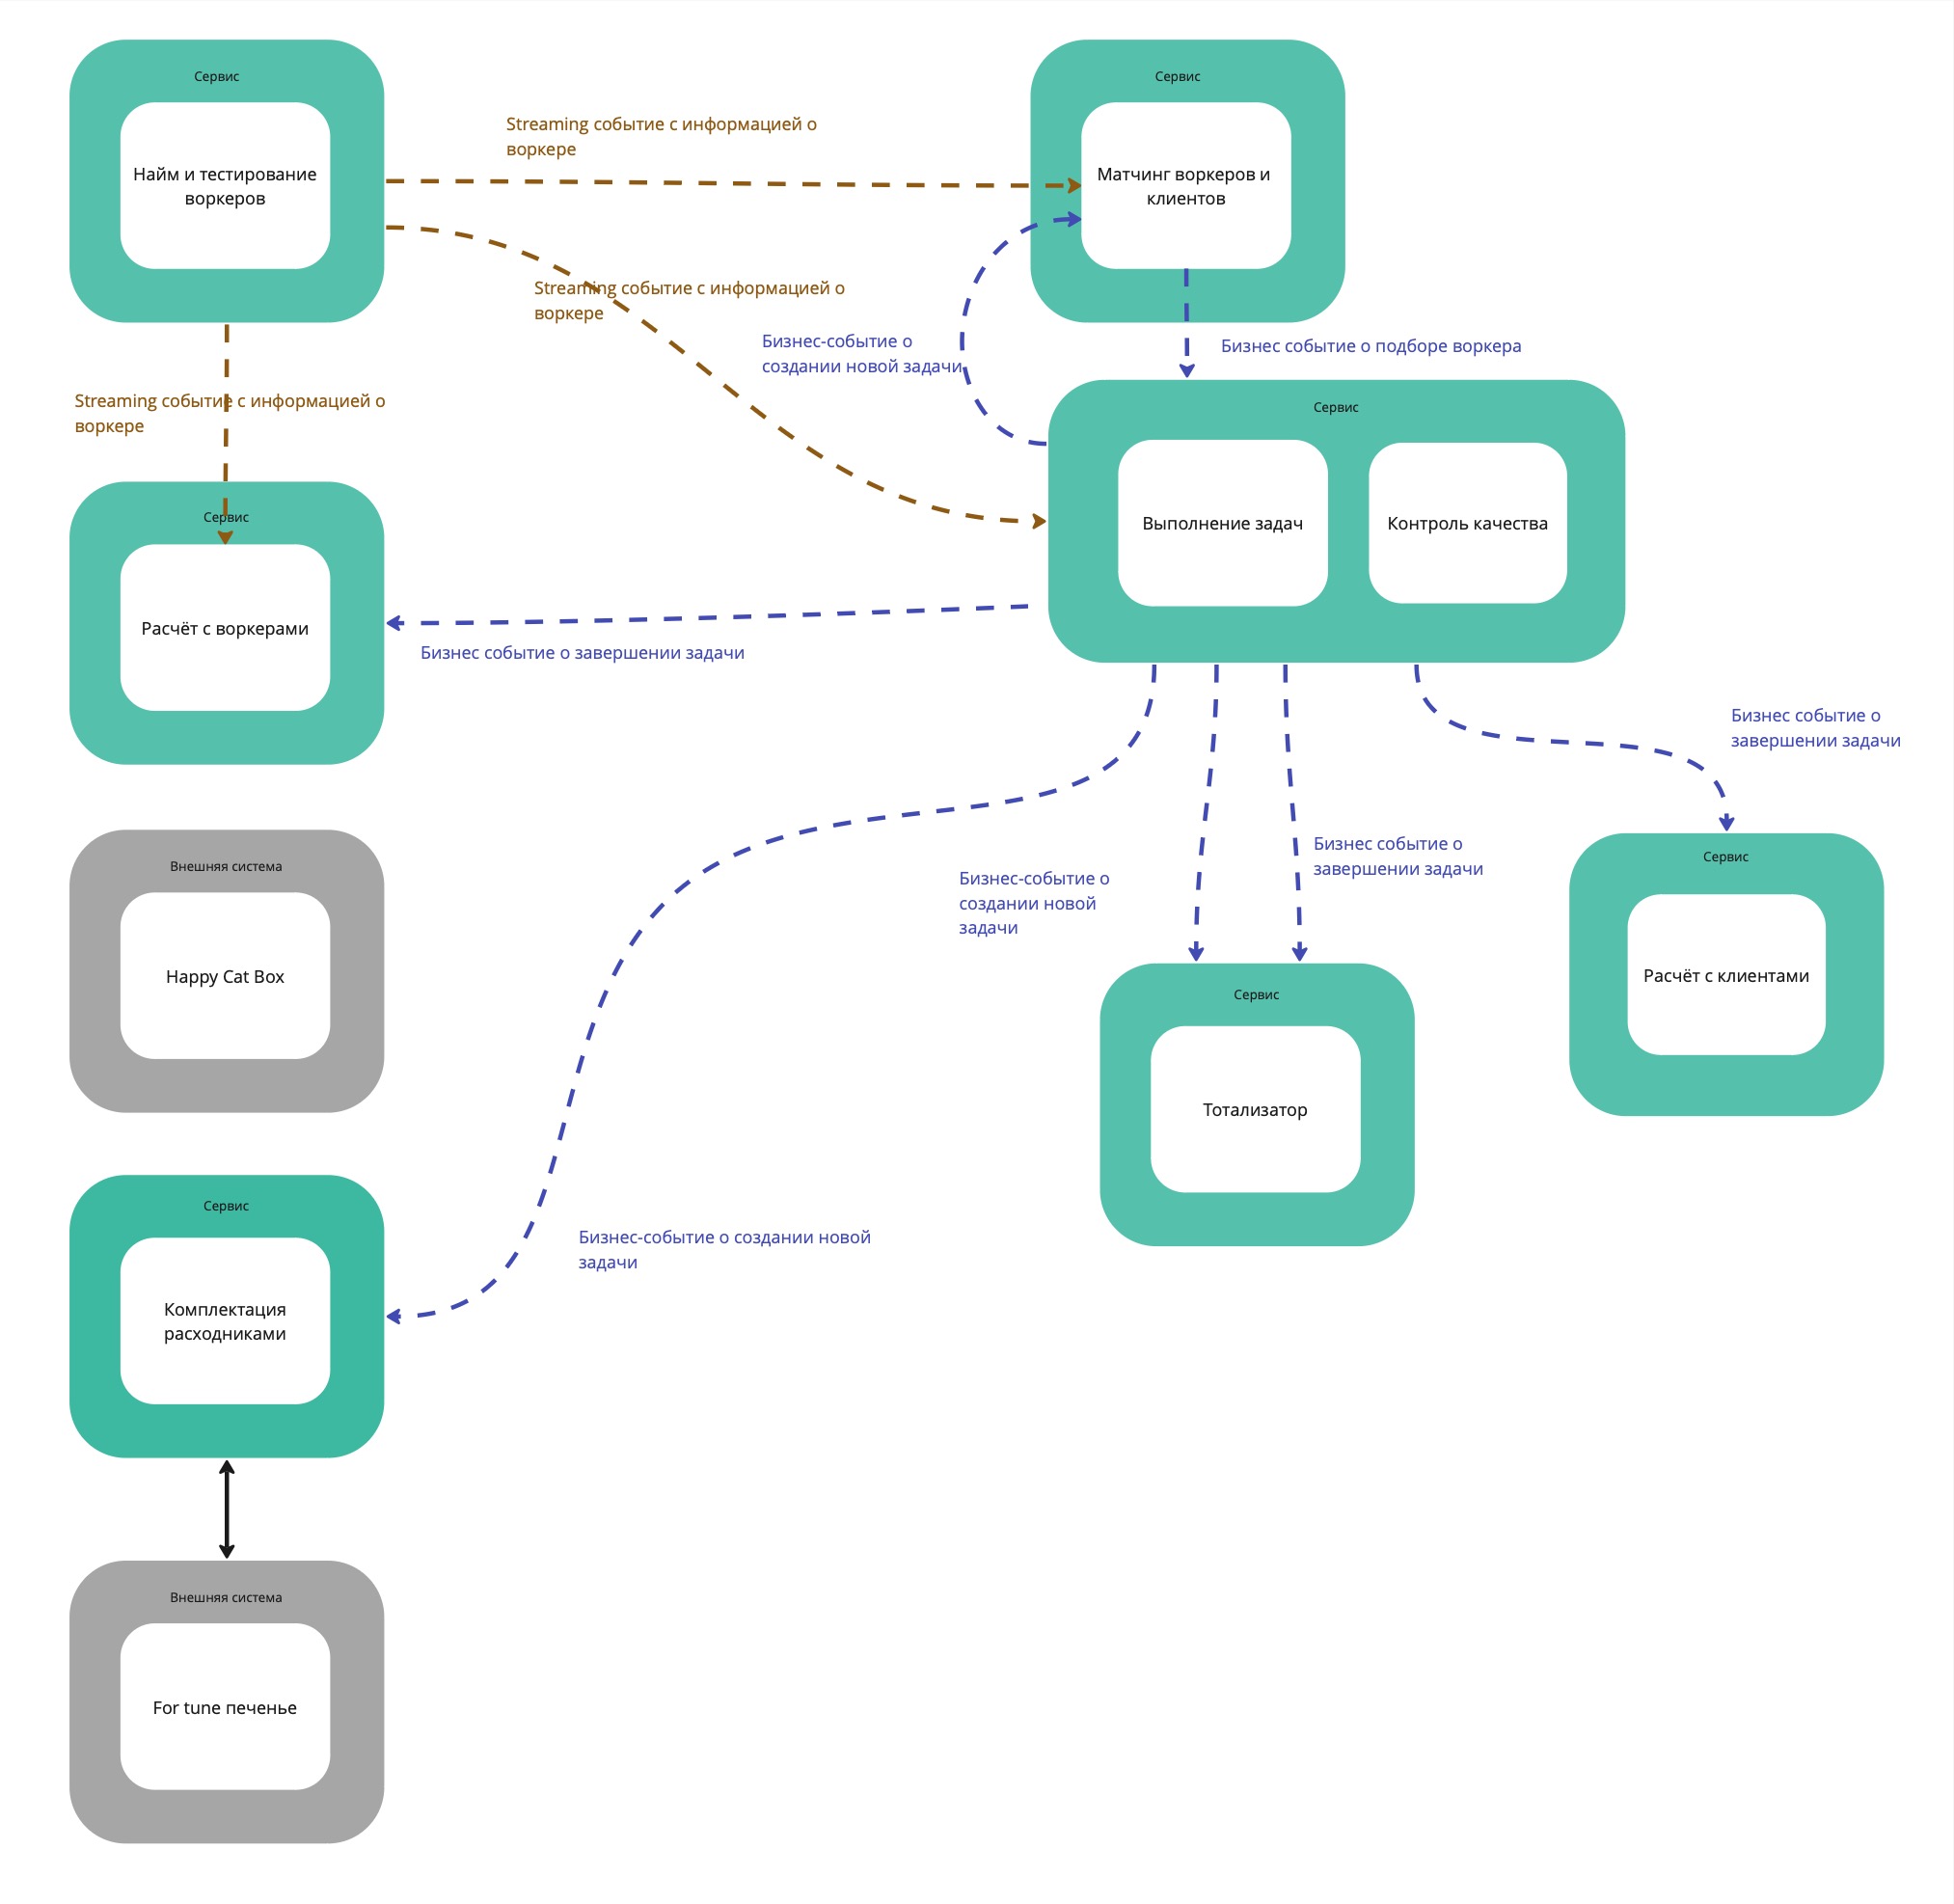 Сервис
Найм и тестирование
воркеров
Streaming событие с информацией о
воркере
Сервис
Матчинг воркеров и
клиентов
Streaming событие с информацией о
воркере
Бизнес-событие о
создании новой задачи
Бизнес событие о подборе воркера
Streaming событие с информацией о
воркере
Сервис
Выполнение задач
Контроль качества
Сервис
Расчёт с воркерами
Бизнес событие о завершении задачи
Бизнес событие о
завершении задачи
Внешняя система
Happy Cat Box
Бизнес-событие о
создании новой
задачи
Бизнес событие о
завершении задачи
Сервис
Расчёт с клиентами
Сервис
Тотализатор
Сервис
Комплектация
расходниками
Бизнес-событие о создании новой
задачи
Внешняя система
For tune печенье